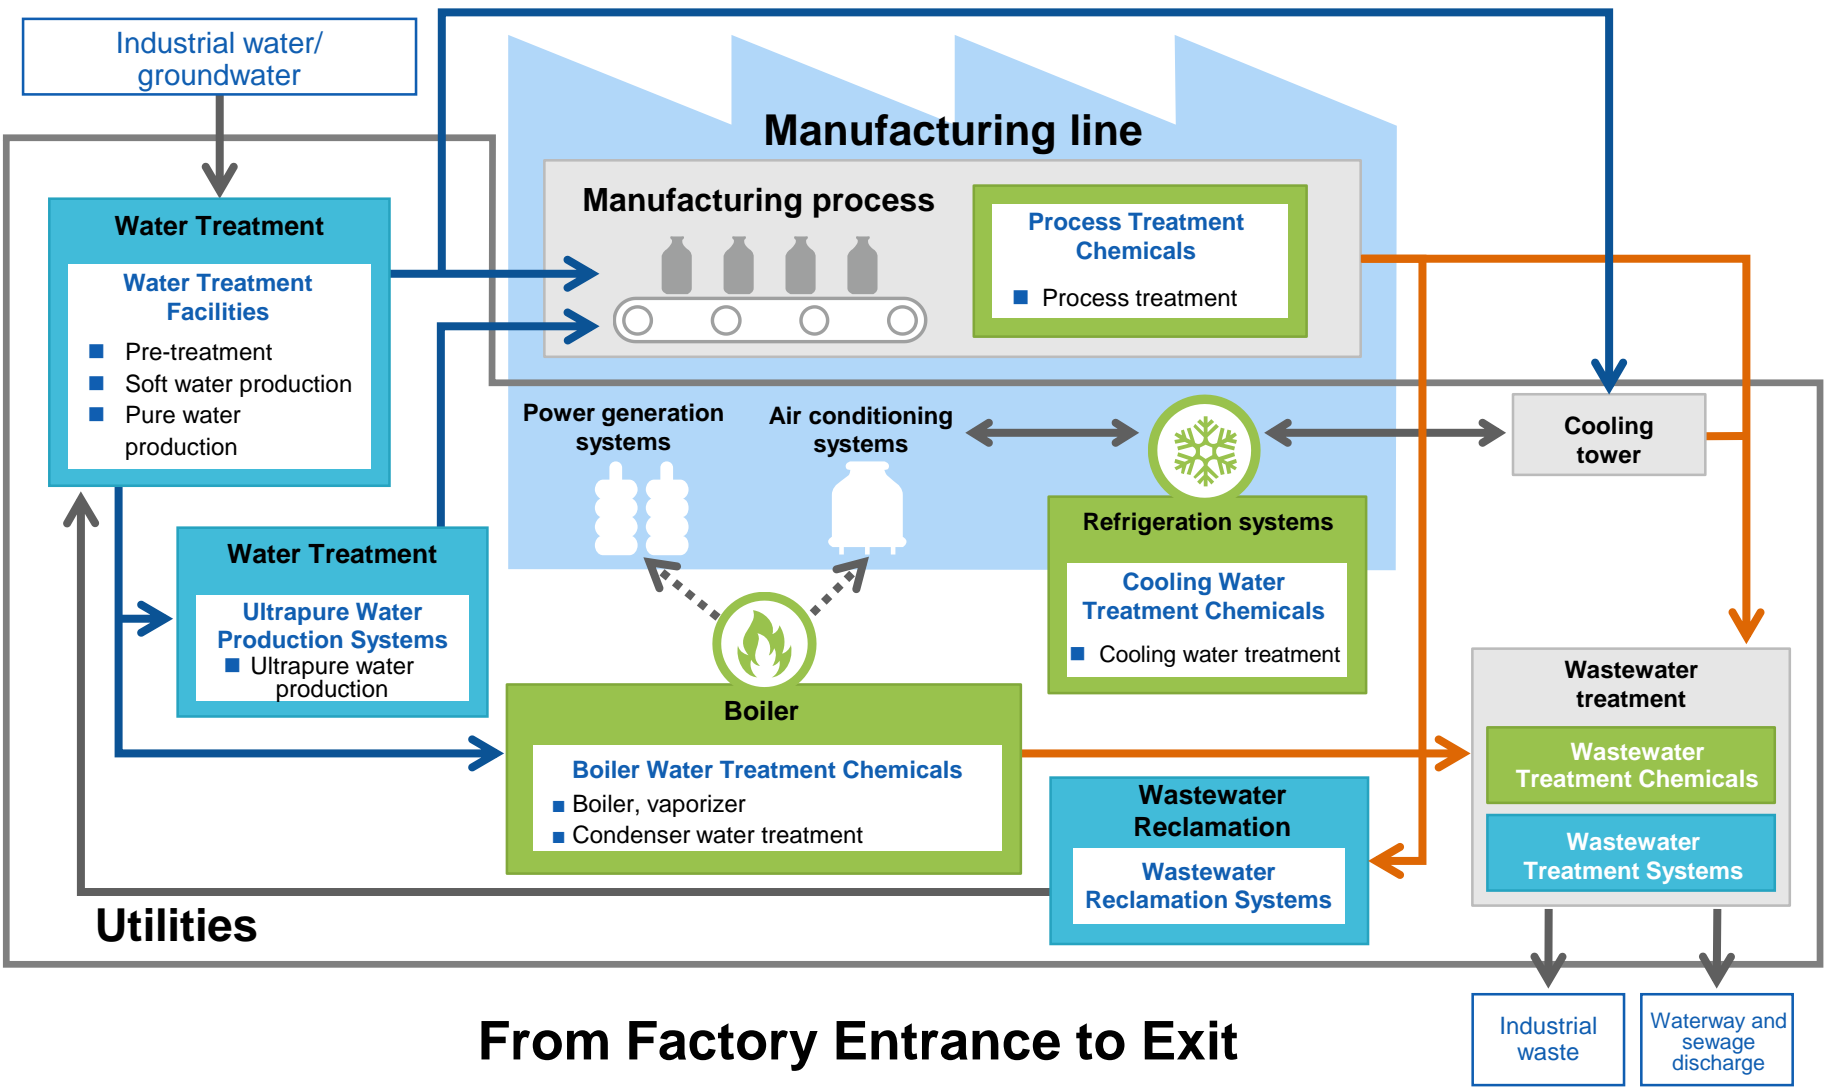 Industrial water/
groundwater
Manufacturing line
Manufacturing process
Process Treatment
Chemicals
Process treatment
Water Treatment
Water Treatment
Facilities
Pre-treatment
Soft water production
Pure water
production
Power generation
systems
Air conditioning
systems
Cooling
tower
Refrigeration systems
Cooling Water
Treatment Chemicals
Cooling water treatment
Water Treatment
Ultrapure Water
Production Systems
Ultrapure water
production
Boiler
Boiler Water Treatment Chemicals
Boiler, vaporizer
Condenser water treatment
Wastewater
treatment
Wastewater
Treatment Chemicals
Wastewater
Treatment Systems
Wastewater
Reclamation
Wastewater
Reclamation Systems
Utilities
Industrial
waste
Waterway and
sewage
discharge
From Factory Entrance to Exit